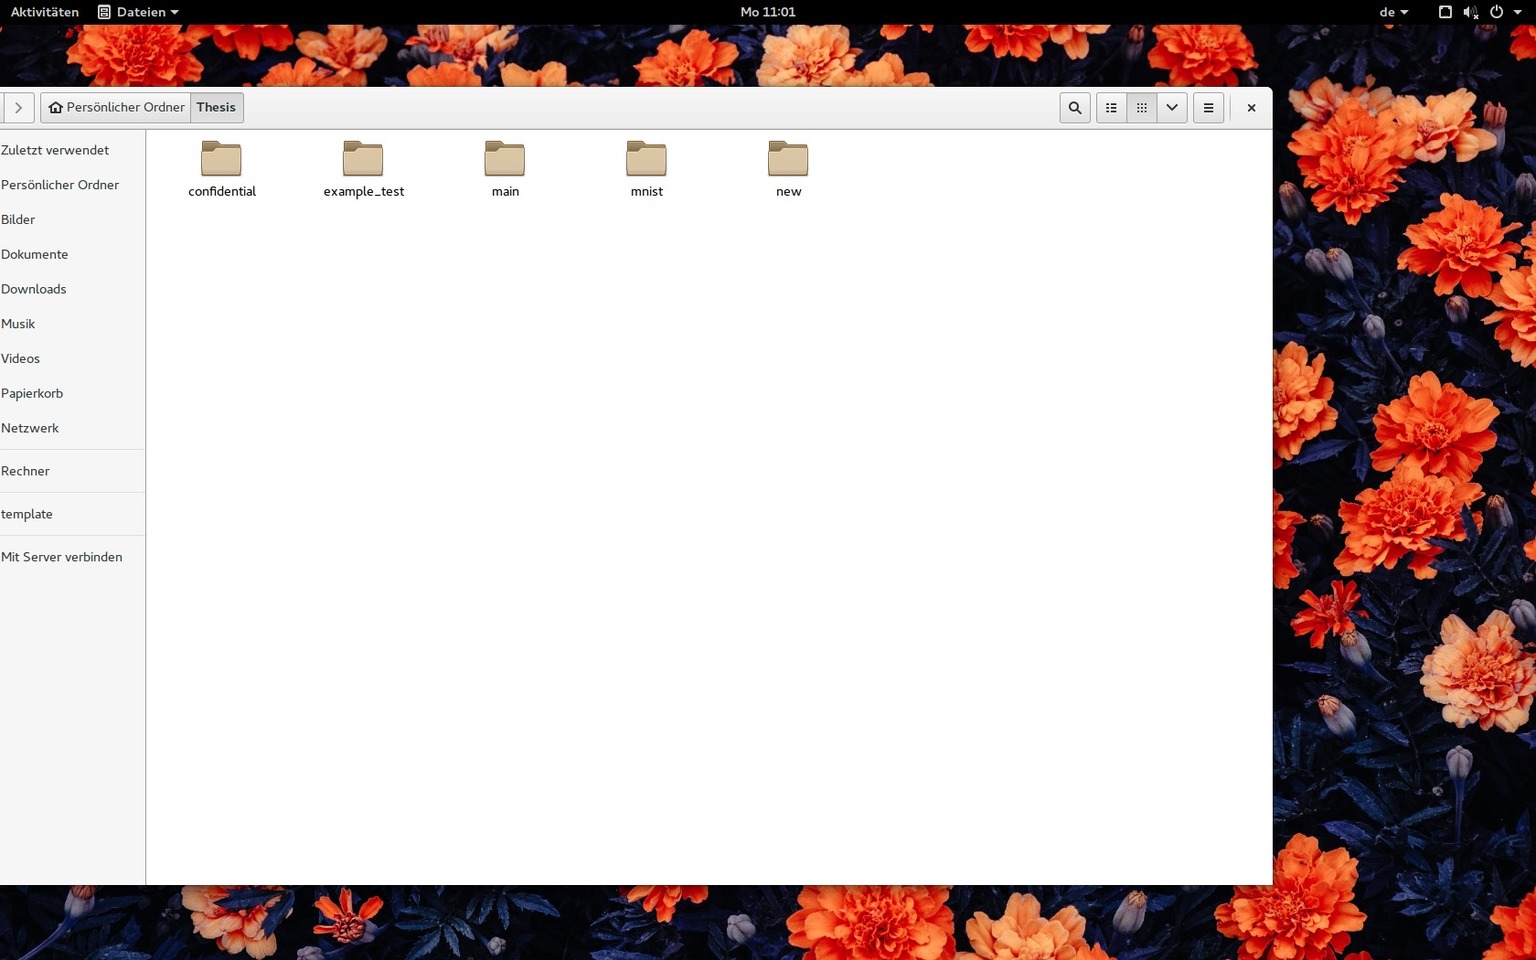 Aktivitäten Dateien Mo 11:01 de
Persönlicher Ordner Thesis
Zuletzt verwendet
Persönlicher Ordner
Bilder
Dokumente
Downloads
Musik
Videos
Papierkorb
Netzwerk
Rechner
template
Mit Server verbinden
confidential example_test main mnist new